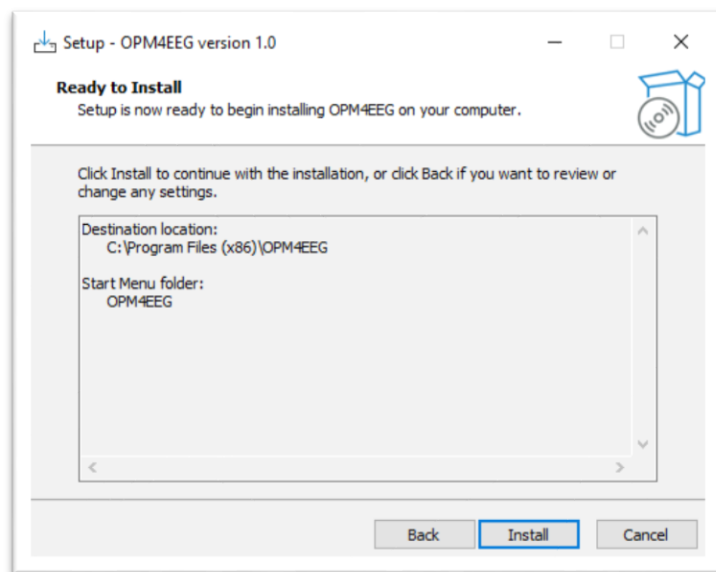 Setup - OPM4EEG version 1.0
Ready to Install
Setup is now ready to begin installing OPM4EEG on your computer.
Click Install to continue with the installation, or click Back if you want to review or
change any settings.
Destination location:
C:\Program Files (x86)\OPM4EEG
Start Menu folder:
OPM4EEG
Back Install Cancel